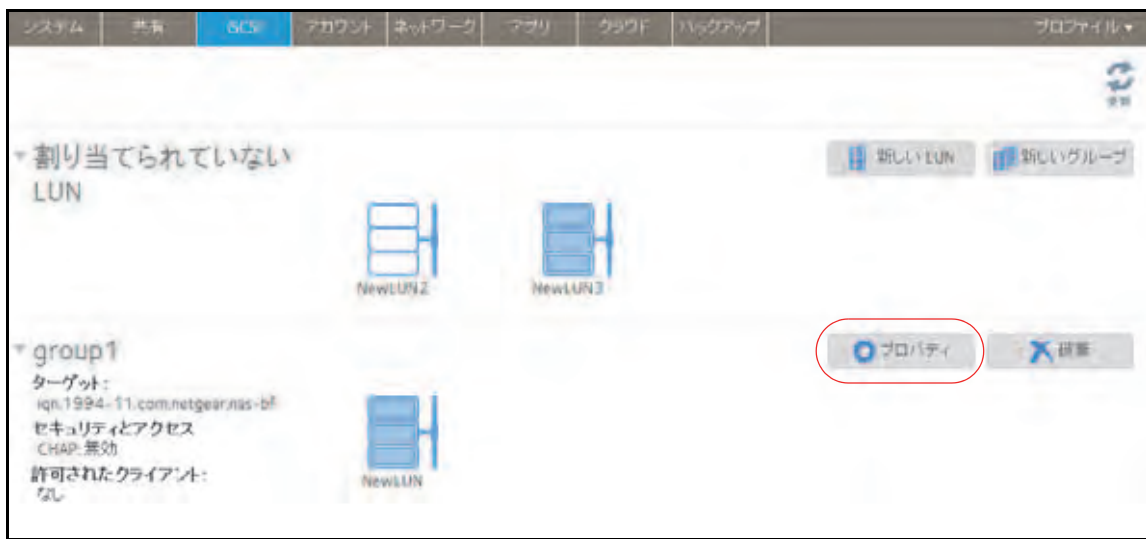 システム 共有 iSCSI アカウント ネットワーク アプリ クラウド バックアップ プロファイル ▾
更新
割り当てられていない
LUN
新しい LUN 新しいグループ
NewLUN2 NewLUN3
group1
プロパティ 破棄
ターゲット:
iqn.1994-11.com.netgear:nas-bf
セキュリティとアクセス
CHAP: 無効
許可されたクライアント:
なし
NewLUN